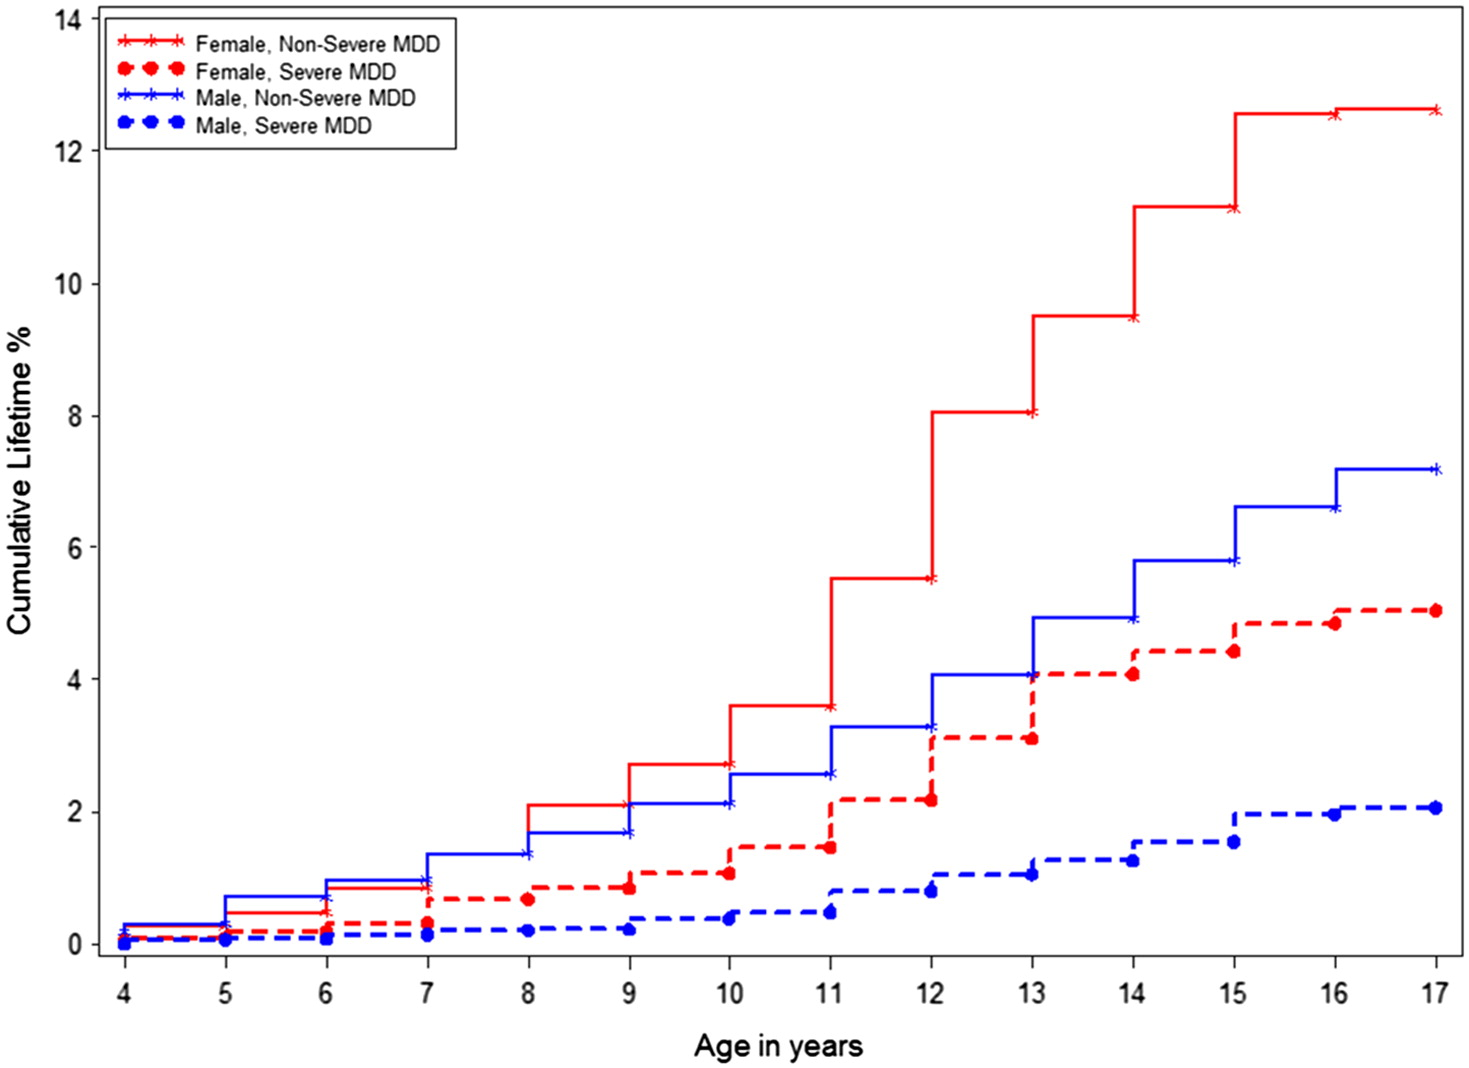 Female, Non-Severe MDD
Female, Severe MDD
Male, Non-Severe MDD
Male, Severe MDD
14
12
10
8
6
4
2
0
Cumulative Lifetime %
4 5 6 7 8 9 10 11 12 13 14 15 16 17
Age in years